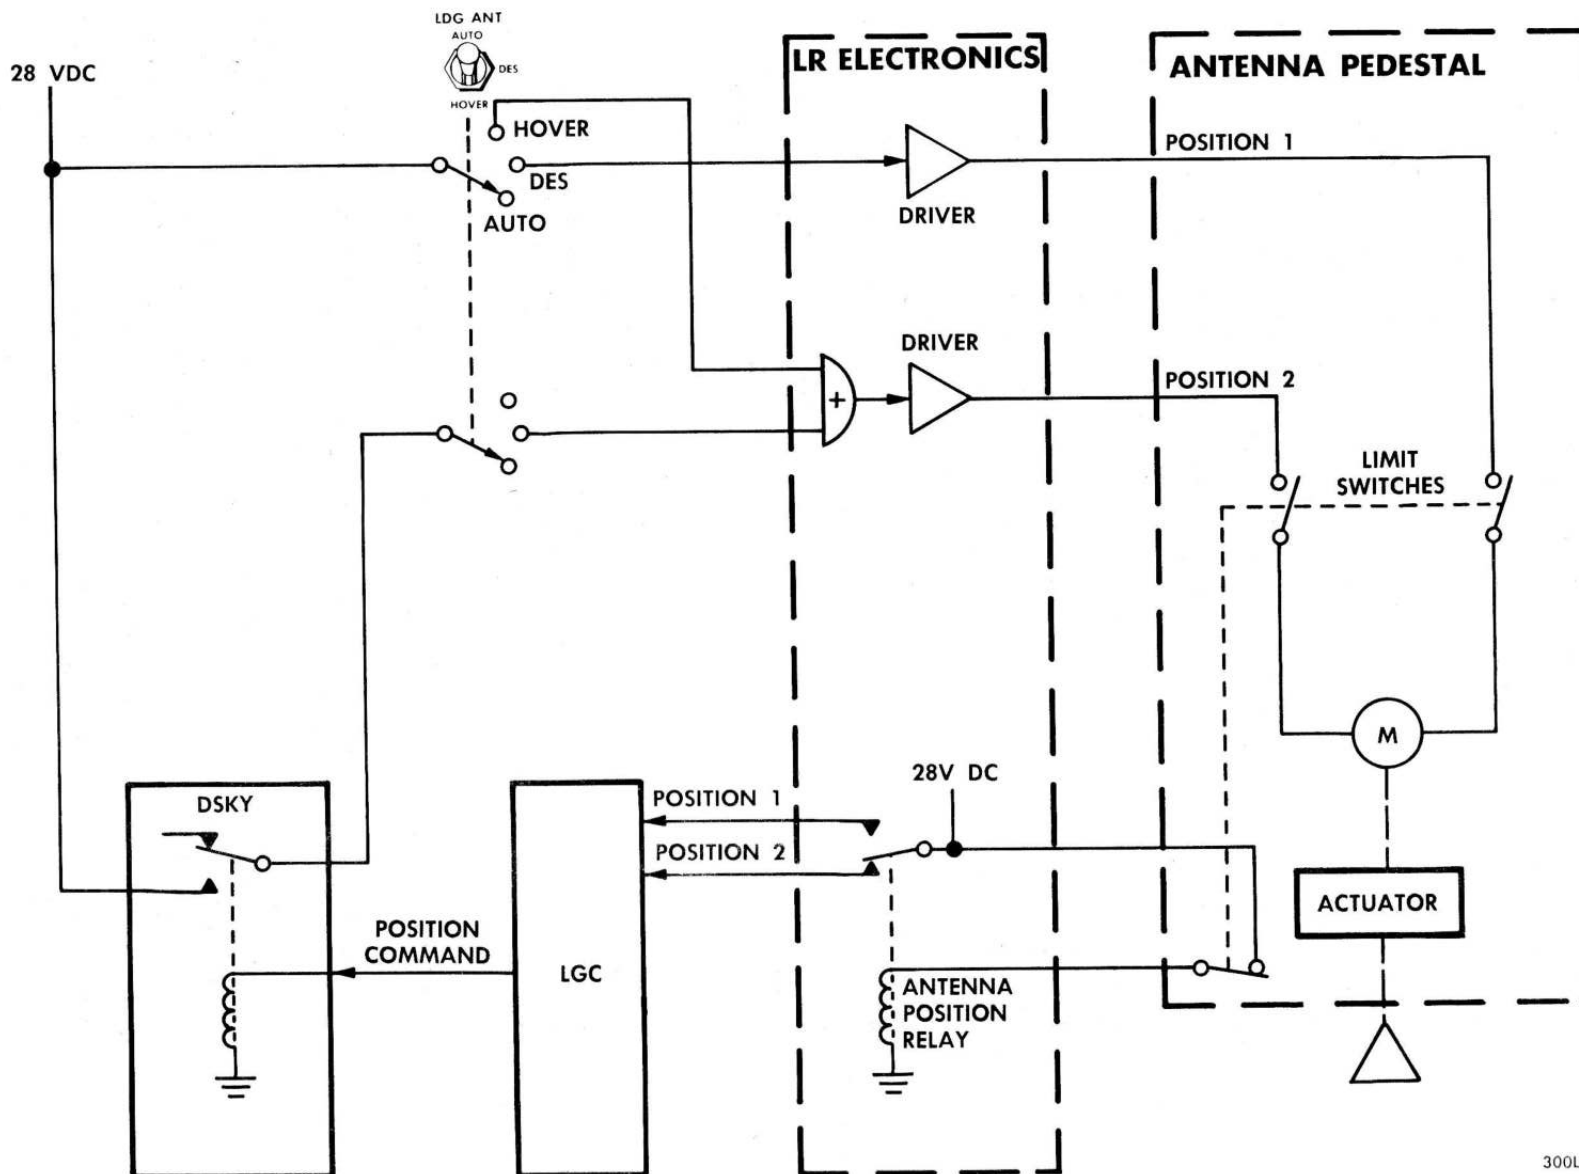 LDG ANT
AUTO
DES
HOVER
28 VDC
LR ELECTRONICS
ANTENNA PEDESTAL
HOVER
DES
AUTO
DRIVER
POSITION 1
DRIVER
+
POSITION 2
LIMIT
SWITCHES
M
28V DC
DSKY
POSITION 1
POSITION 2
ACTUATOR
POSITION
COMMAND
LGC
ANTENNA
POSITION
RELAY